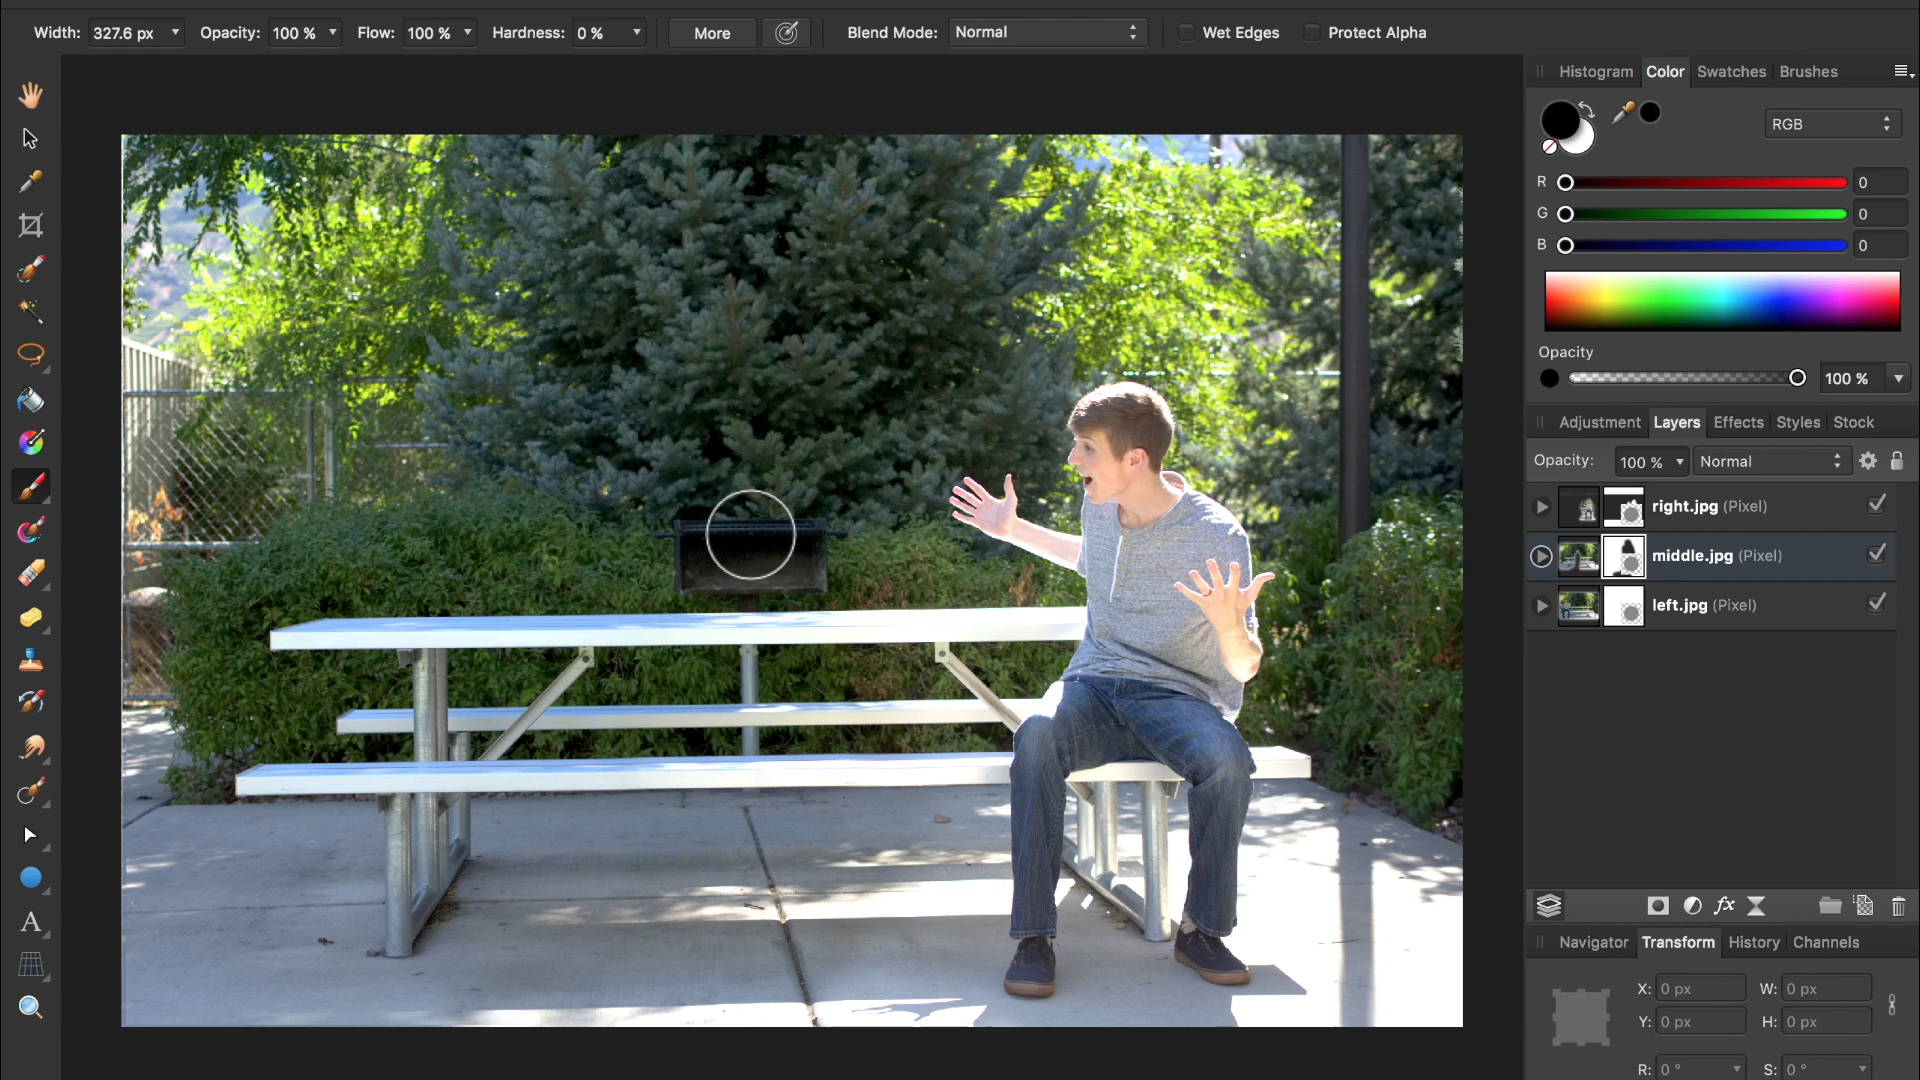 Width: 327.6 px Opacity: 100 % Flow: 100 % Hardness: 0 % More Blend Mode: Normal Wet Edges Protect Alpha
Histogram Color Swatches Brushes
RGB
R 0
G 0
B 0
Opacity
100 %
Adjustment Layers Effects Styles Stock
Opacity: 100 % Normal
right.jpg (Pixel)
middle.jpg (Pixel)
left.jpg (Pixel)
fx
A
Navigator Transform History Channels
X: 0 px W: 0 px
Y: 0 px H: 0 px
R: 0 ° S: 0 °